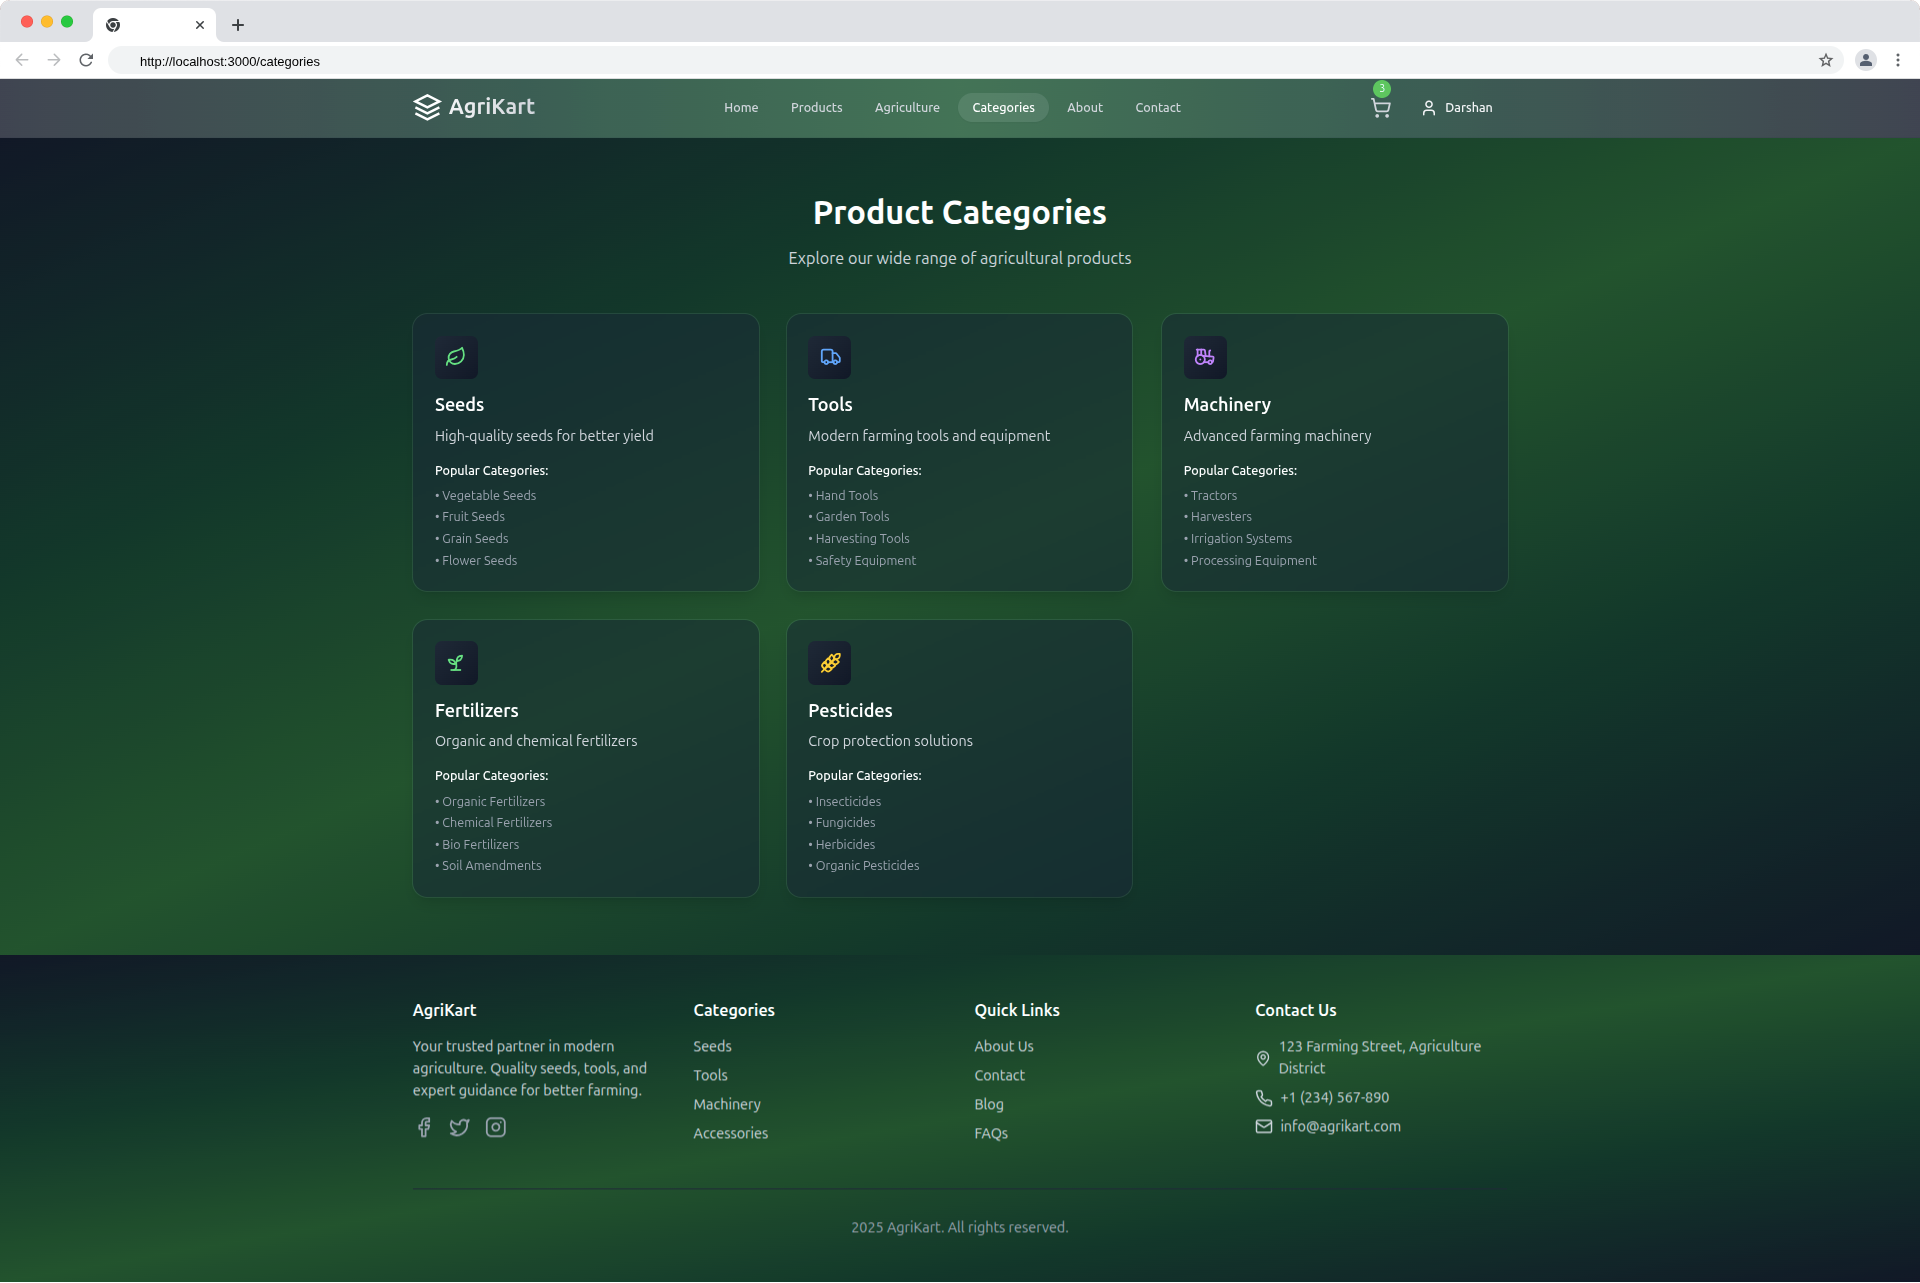 http://localhost:3000/categories
AgriKart
Home Products Agriculture Categories About Contact
3
Darshan
Product Categories
Explore our wide range of agricultural products
Seeds
High-quality seeds for better yield
Popular Categories:
• Vegetable Seeds
• Fruit Seeds
• Grain Seeds
• Flower Seeds
Tools
Modern farming tools and equipment
Popular Categories:
• Hand Tools
• Garden Tools
• Harvesting Tools
• Safety Equipment
Machinery
Advanced farming machinery
Popular Categories:
• Tractors
• Harvesters
• Irrigation Systems
• Processing Equipment
Fertilizers
Organic and chemical fertilizers
Popular Categories:
• Organic Fertilizers
• Chemical Fertilizers
• Bio Fertilizers
• Soil Amendments
Pesticides
Crop protection solutions
Popular Categories:
• Insecticides
• Fungicides
• Herbicides
• Organic Pesticides
AgriKart
Your trusted partner in modern
agriculture. Quality seeds, tools, and
expert guidance for better farming.
Categories
Seeds
Tools
Machinery
Accessories
Quick Links
About Us
Contact
Blog
FAQs
Contact Us
123 Farming Street, Agriculture
District
+1 (234) 567-890
info@agrikart.com
2025 AgriKart. All rights reserved.